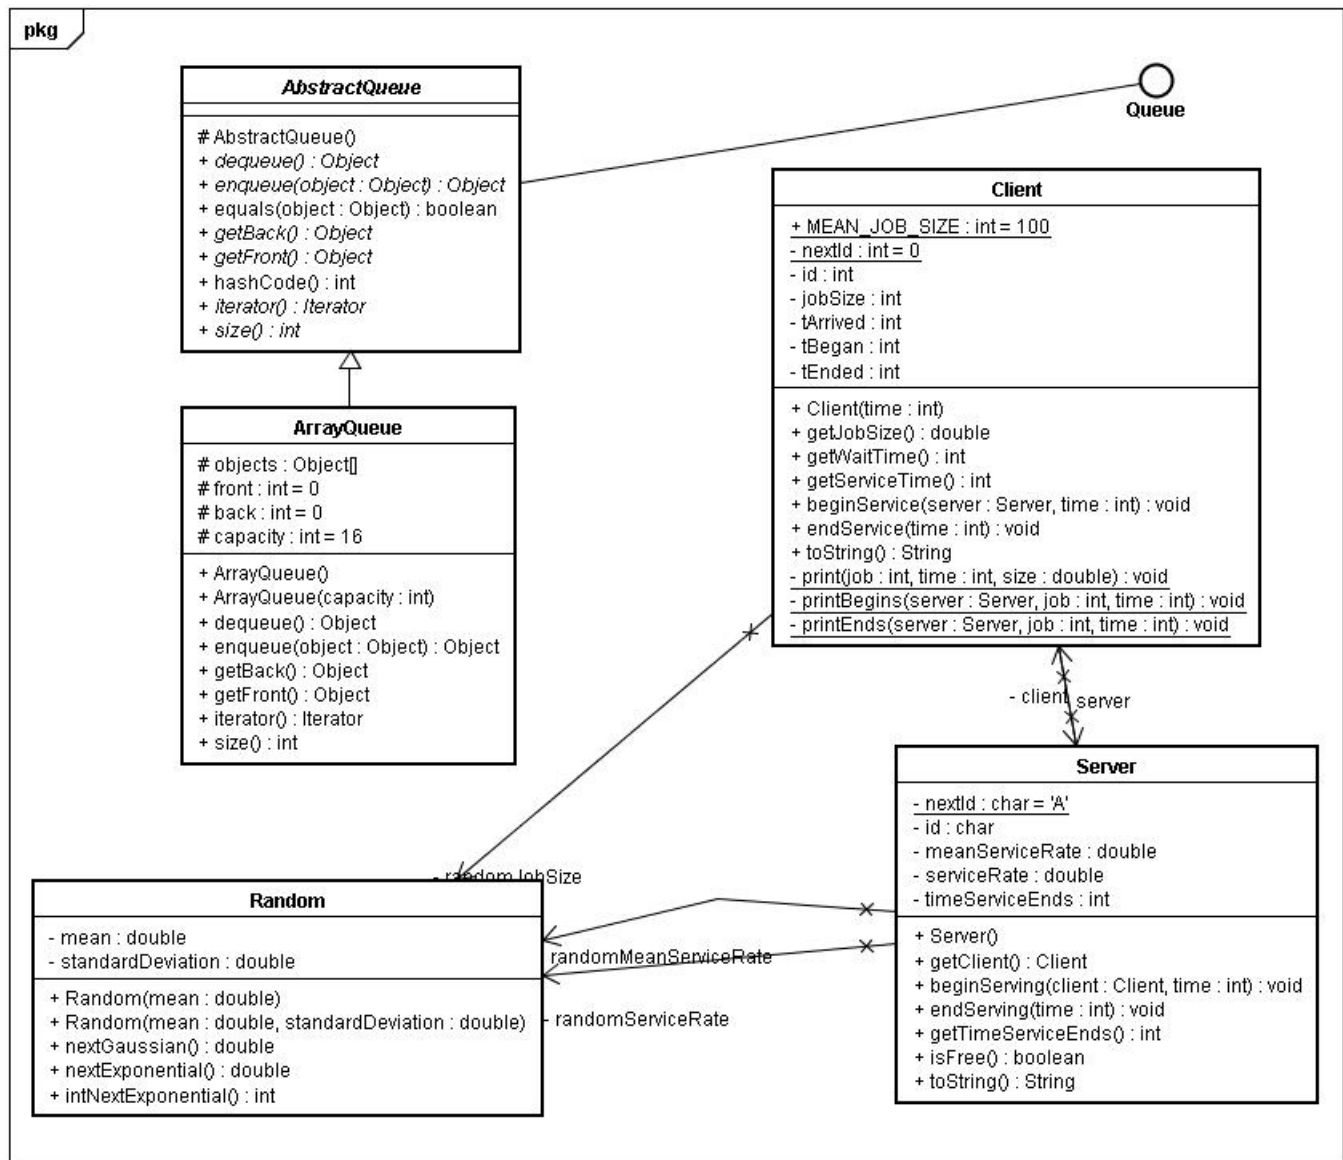 pkg
AbstractQueue
# AbstractQueue()
+ dequeue() : Object
+ enqueue(object : Object) : Object
+ equals(object : Object) : boolean
+ getBack() : Object
+ getFront() : Object
+ hashCode() : int
+ iterator() : Iterator
+ size() : int
Queue
ArrayQueue
# objects : Object[]
# front : int = 0
# back : int = 0
# capacity : int = 16
+ ArrayQueue()
+ ArrayQueue(capacity : int)
+ dequeue() : Object
+ enqueue(object : Object) : Object
+ getBack() : Object
+ getFront() : Object
+ iterator() : Iterator
+ size() : int
Client
+ MEAN_JOB_SIZE : int = 100
- nextId : int = 0
- id : int
- jobSize : int
- tArrived : int
- tBegan : int
- tEnded : int
+ Client(time : int)
+ getJobSize() : double
+ getWaitTime() : int
+ getServiceTime() : int
+ beginService(server : Server, time : int) : void
+ endService(time : int) : void
+ toString() : String
- print(job : int, time : int, size : double) : void
- printBegins(server : Server, job : int, time : int) : void
- printEnds(server : Server, job : int, time : int) : void
- client
server
Server
- nextId : char = 'A'
- id : char
- meanServiceRate : double
- serviceRate : double
- timeServiceEnds : int
+ Server()
+ getClient() : Client
+ beginServing(client : Client, time : int) : void
+ endServing(time : int) : void
+ getTimeServiceEnds() : int
+ isFree() : boolean
+ toString() : String
- randomJobSize
Random
- mean : double
- standardDeviation : double
+ Random(mean : double)
+ Random(mean : double, standardDeviation : double)
+ nextGaussian() : double
+ nextExponential() : double
+ intNextExponential() : int
randomMeanServiceRate
- randomServiceRate